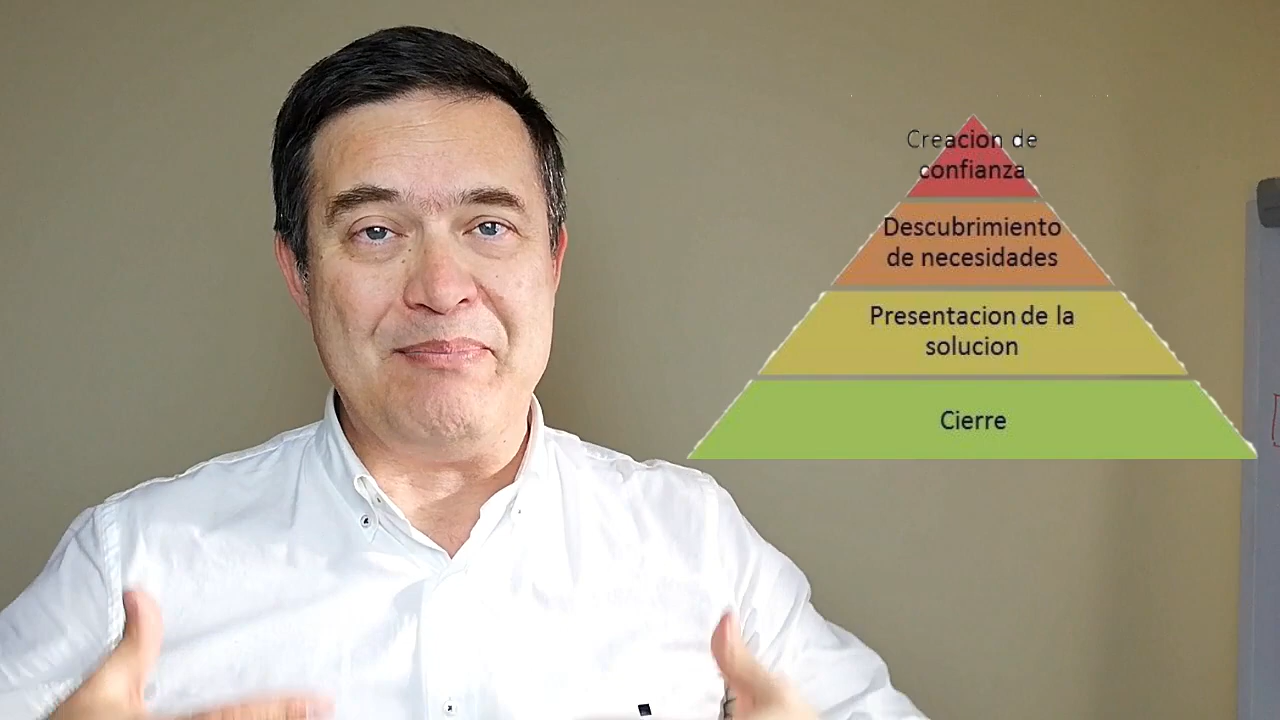 Creacion de
confianza
Descubrimiento
de necesidades
Presentacion de la
solucion
Cierre